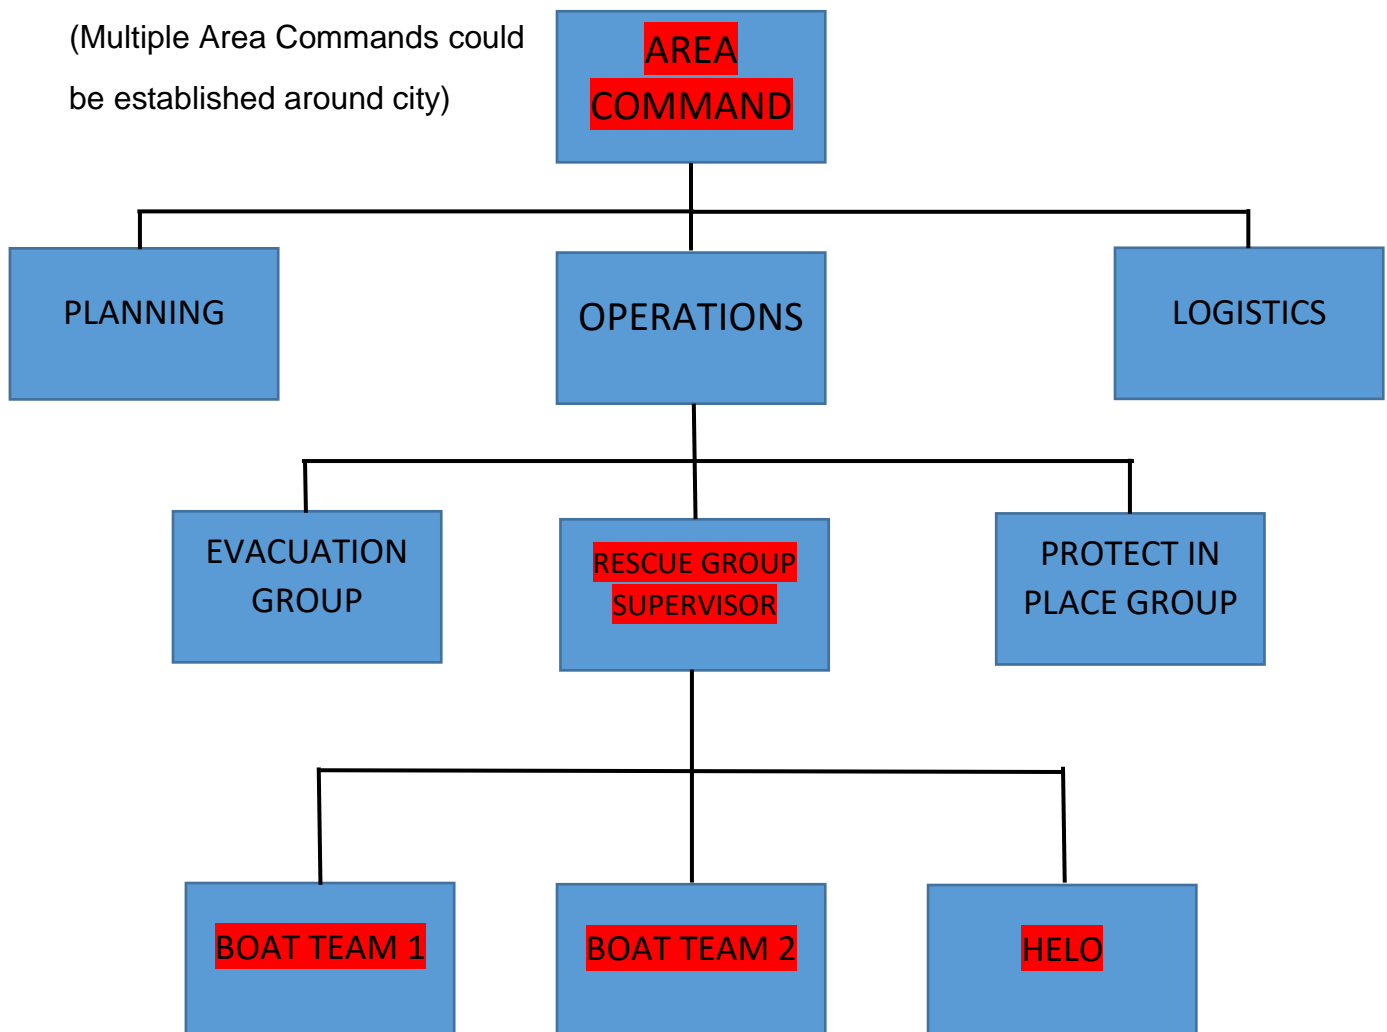 (Multiple Area Commands could
be established around city)
AREA
COMMAND
PLANNING
OPERATIONS
LOGISTICS
EVACUATION
GROUP
RESCUE GROUP
SUPERVISOR
PROTECT IN
PLACE GROUP
BOAT TEAM 1
BOAT TEAM 2
HELO